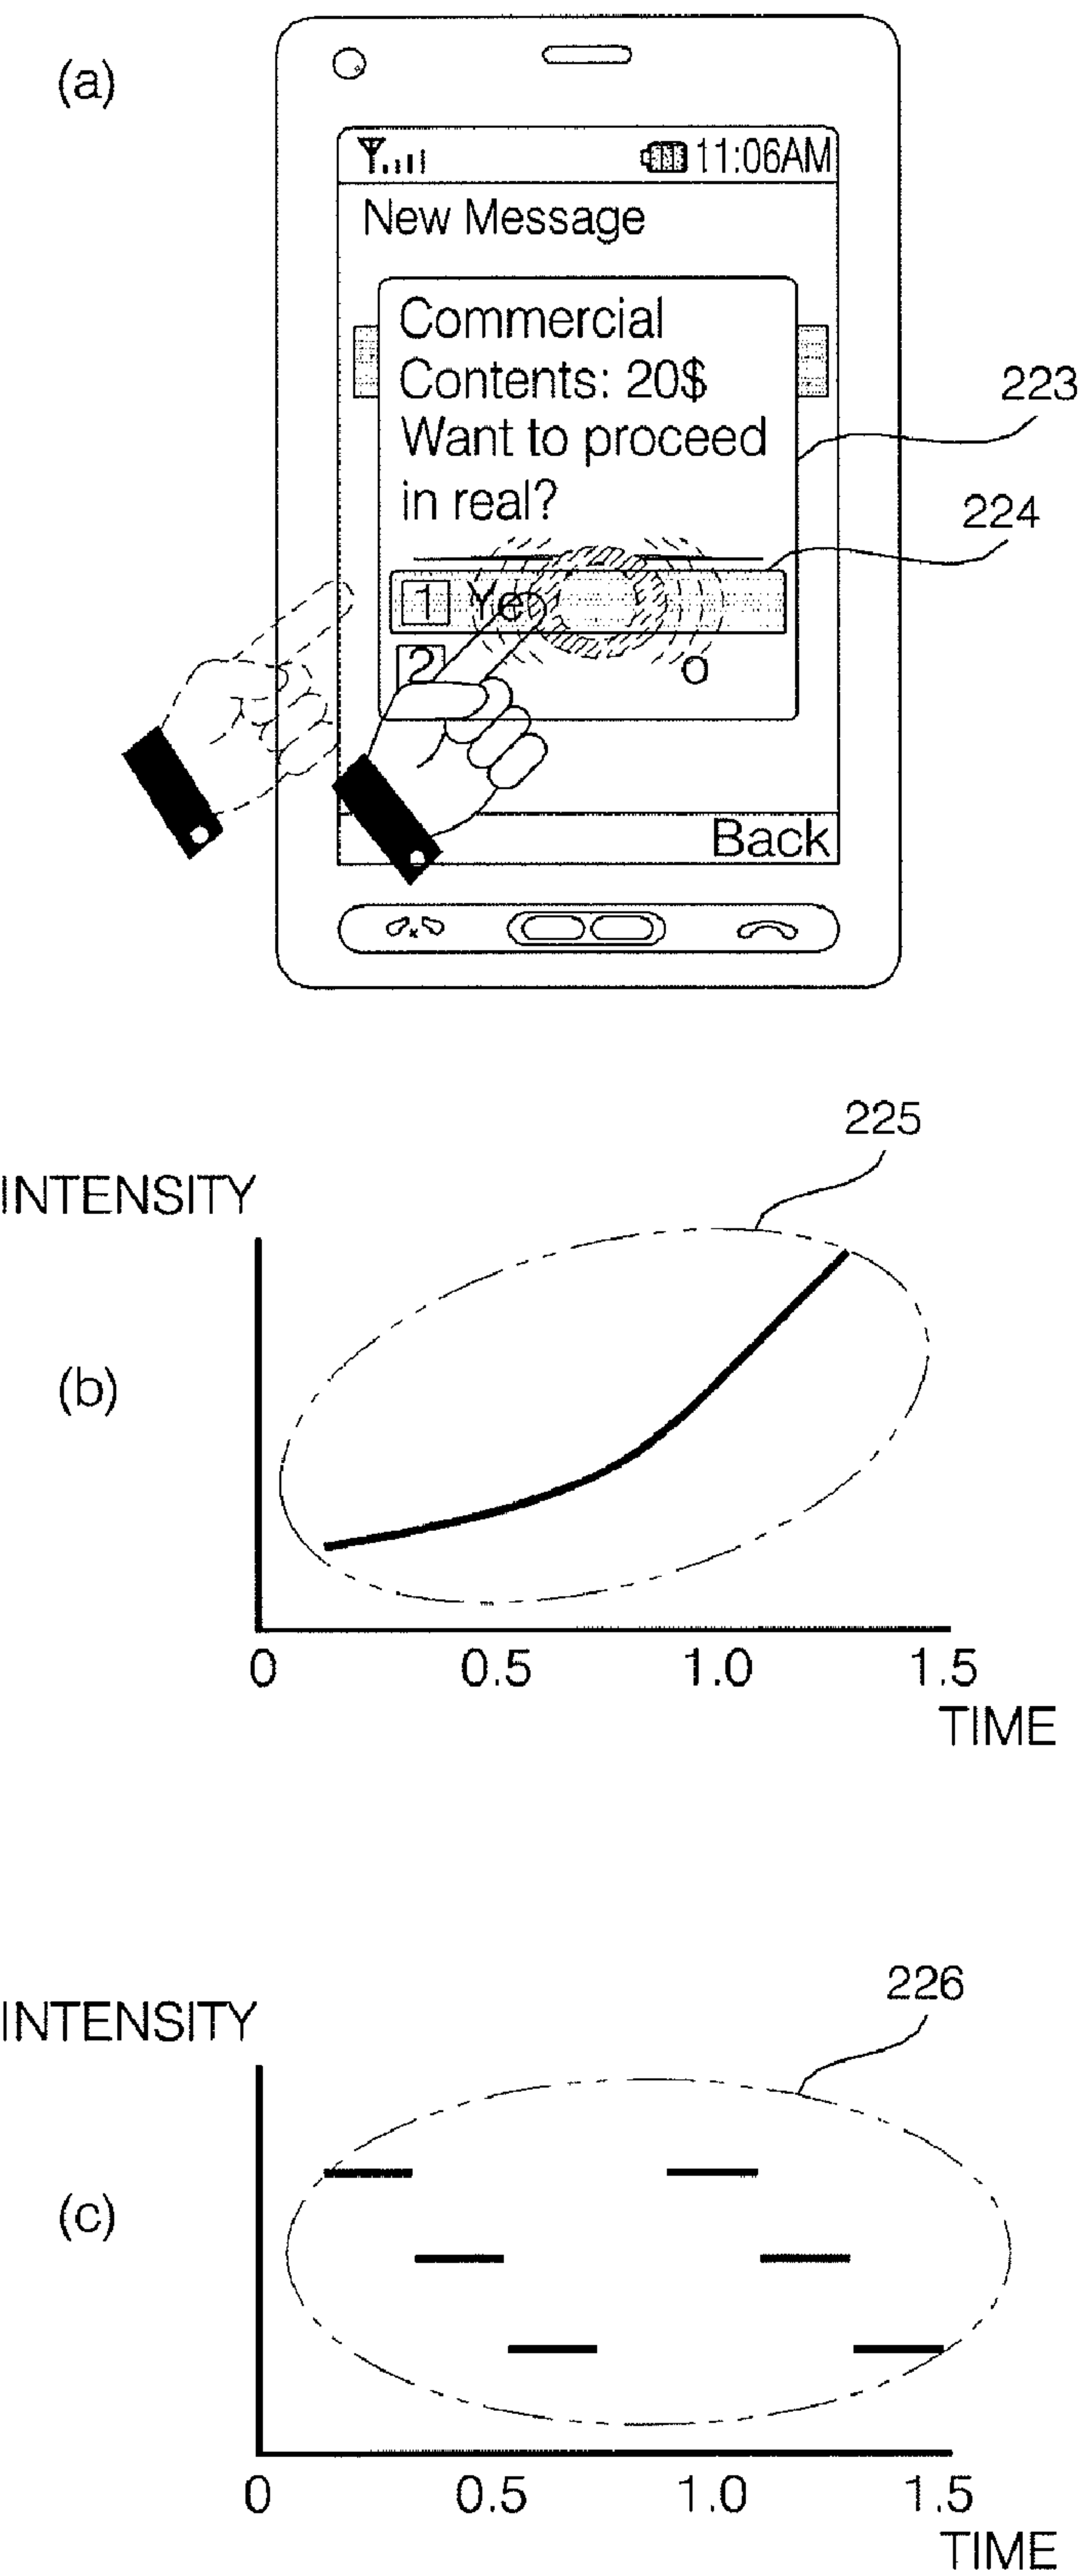 (a)
11:06AM
New Message
Commercial
Contents: 20$
Want to proceed
in real?
1 Ye
2 o
Back
223
224
225
INTENSITY
(b)
0 0.5 1.0 1.5
TIME
226
INTENSITY
(c)
0 0.5 1.0 1.5
TIME